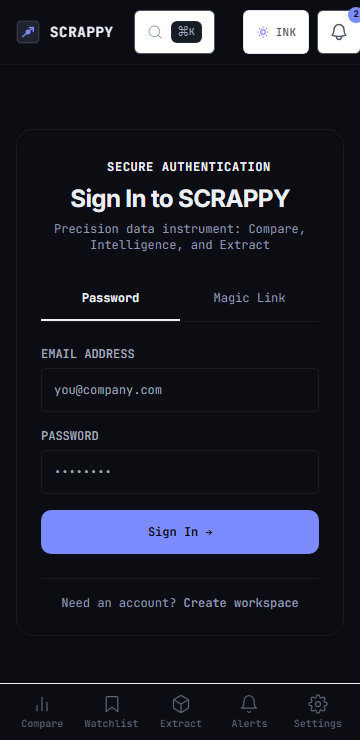 SCRAPPY
⌘K
INK
2
SECURE AUTHENTICATION
Sign In to SCRAPPY
Precision data instrument: Compare,
Intelligence, and Extract
Password
Magic Link
EMAIL ADDRESS
you@company.com
PASSWORD
••••••••
Sign In →
Need an account? Create workspace
Compare
Watchlist
Extract
Alerts
Settings